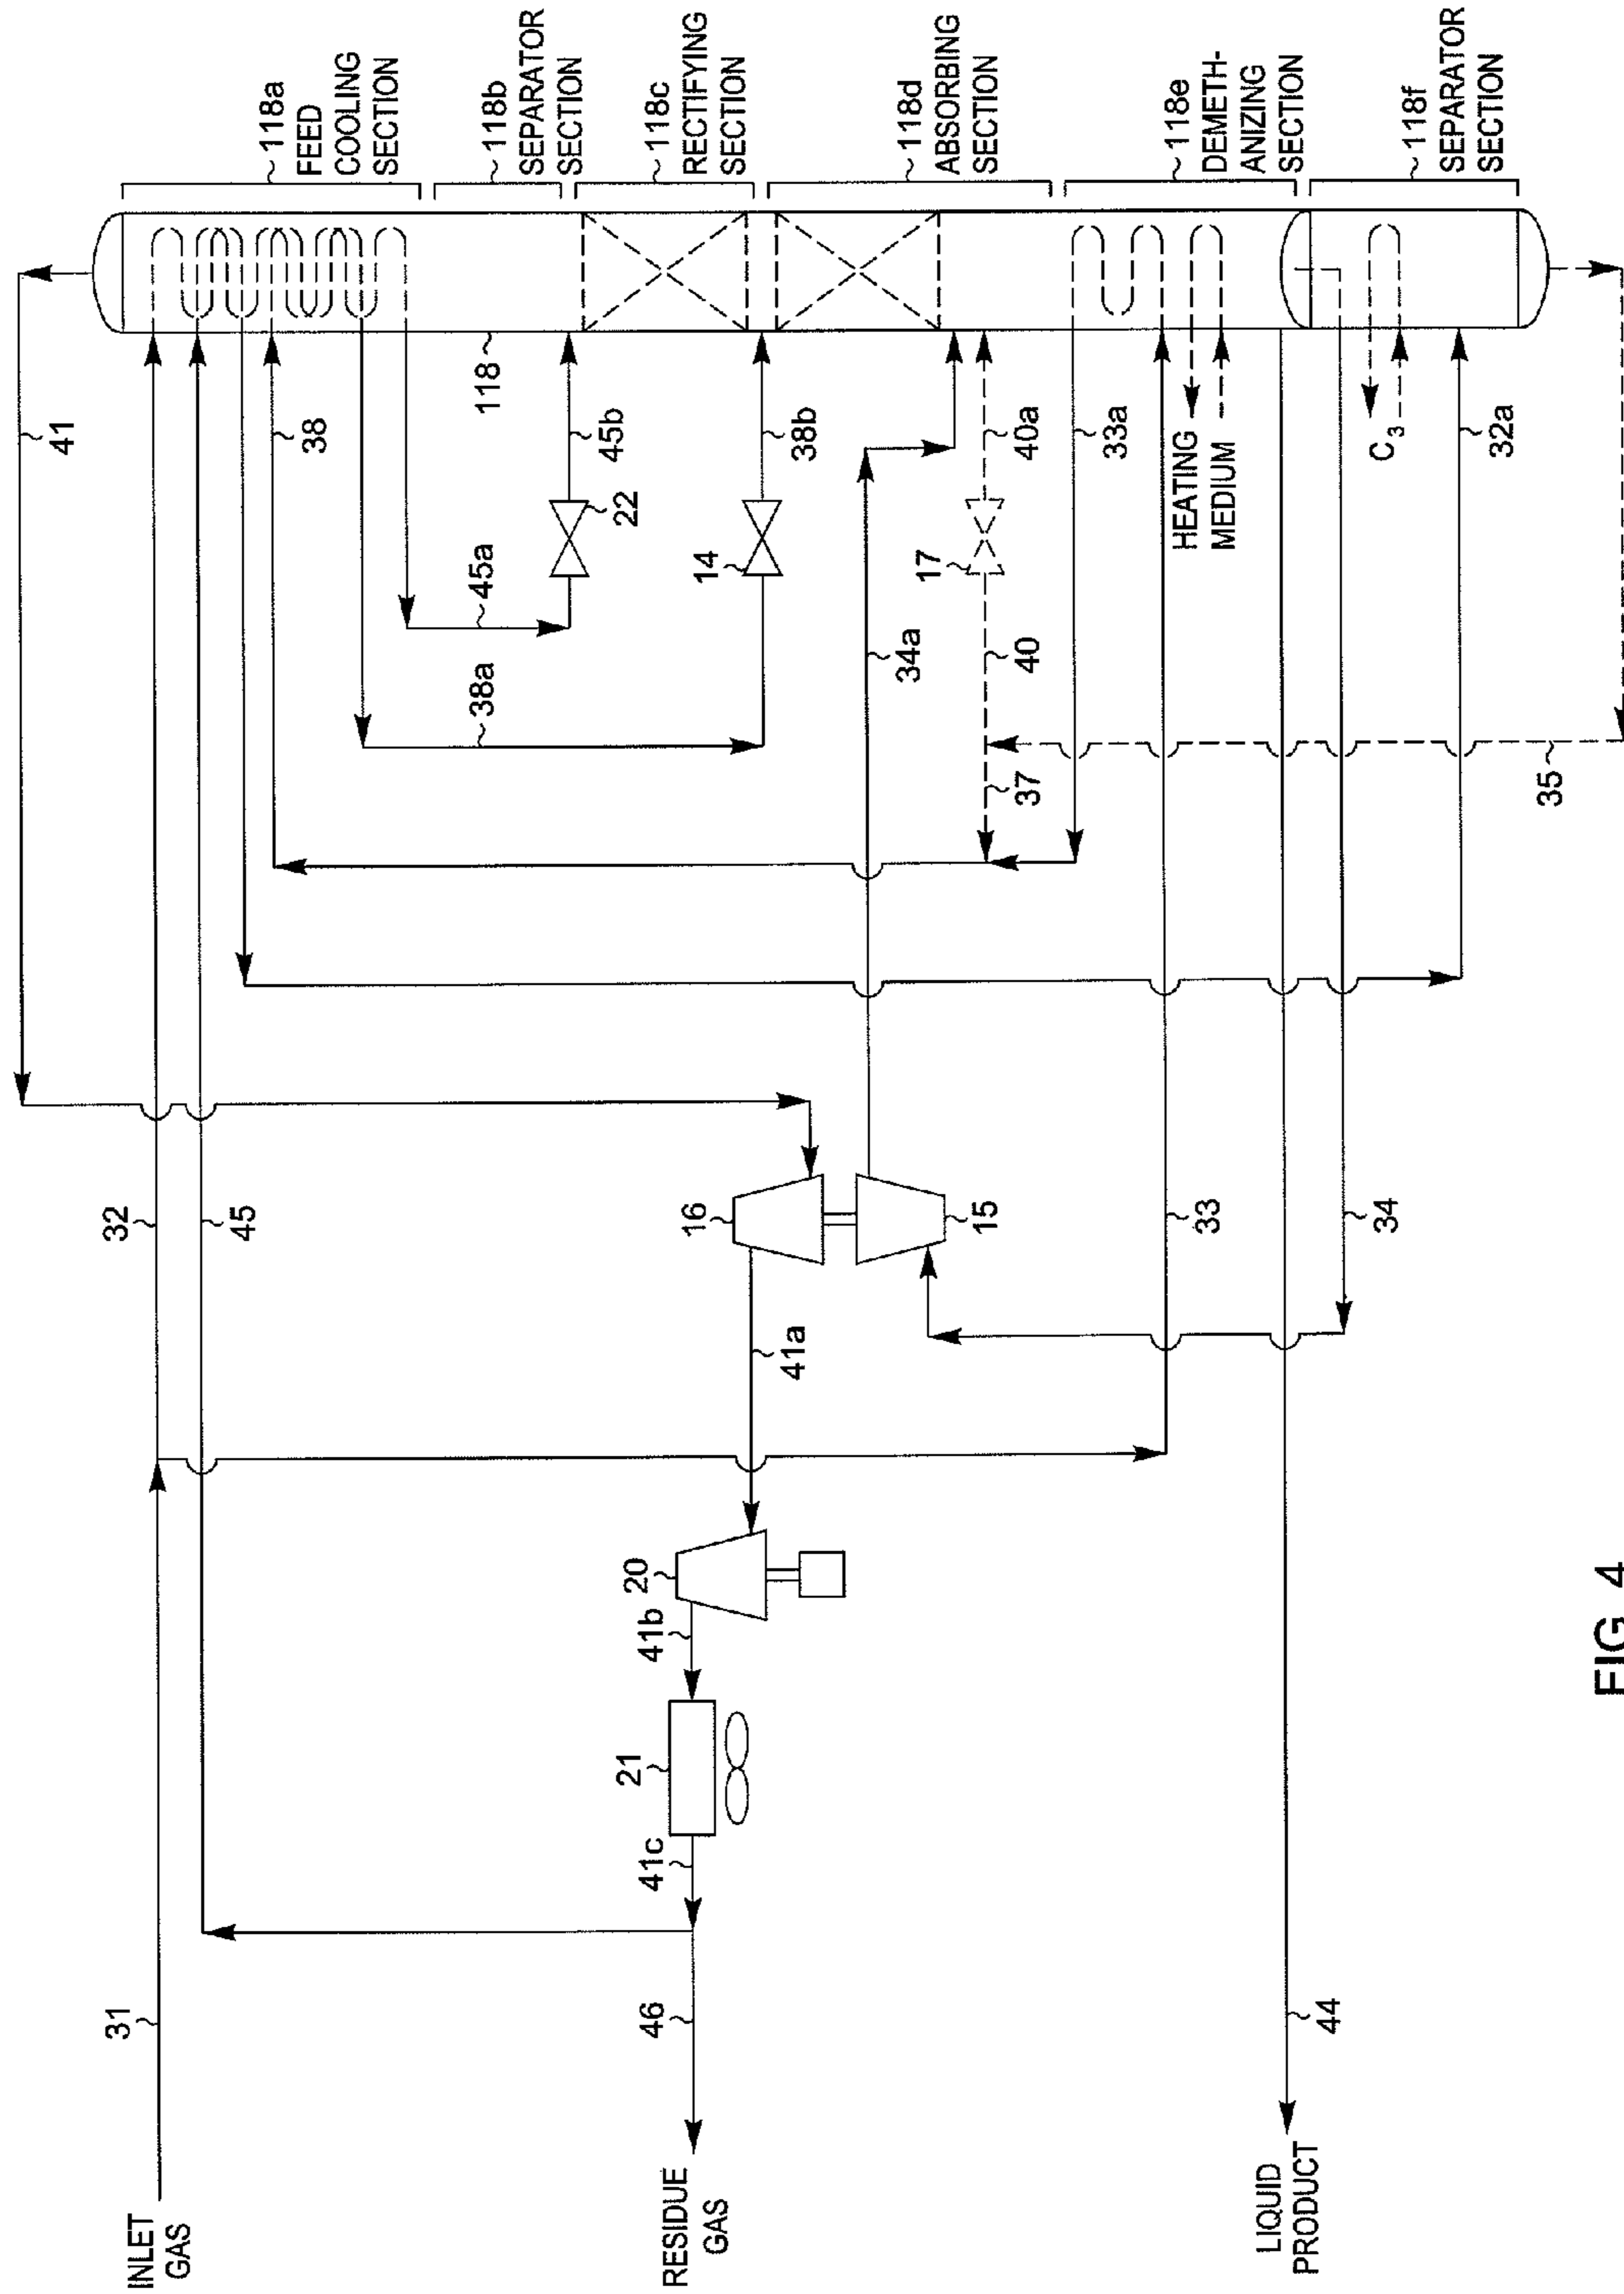 INLET
GAS
31
32
45
41
118a
FEED
COOLING
SECTION
118b
SEPARATOR
SECTION
118c
RECTIFYING
SECTION
118d
ABSORBING
SECTION
118e
DEMETH-
ANIZING
SECTION
118f
SEPARATOR
SECTION
118
38
45a
22
45b
38a
14
38b
34a
17
40
40a
37
33a
HEATING
MEDIUM
C3
32a
35
16
15
33
34
41a
20
41b
21
41c
46
RESIDUE
GAS
44
LIQUID
PRODUCT
FIG. 4